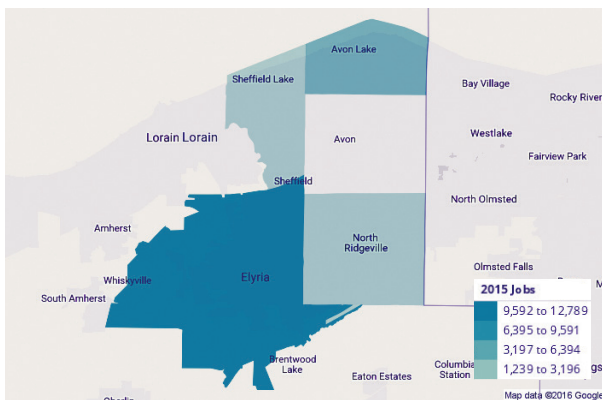 Avon Lake
Sheffield Lake
Bay Village
Rocky River
Lorain Lorain
Avon
Westlake
Fairview Park
Sheffield
North Olmsted
Amherst
North
Ridgeville
Olmsted Falls
Whiskyville
Elyria
South Amherst
2015 Jobs
9,592 to 12,789
6,395 to 9,591
3,197 to 6,394
1,239 to 3,196
Brentwood
Lake
Eaton Estates
Columbia
Station
Map data ©2016 Google